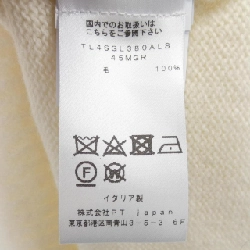 国内でのお取扱いは
こちらをご参照下さい
TL4SGL080ALB
45MGR
毛 100%
F
イタリア製
株式会社PT japan
東京都港区南青山3-5-3 6F